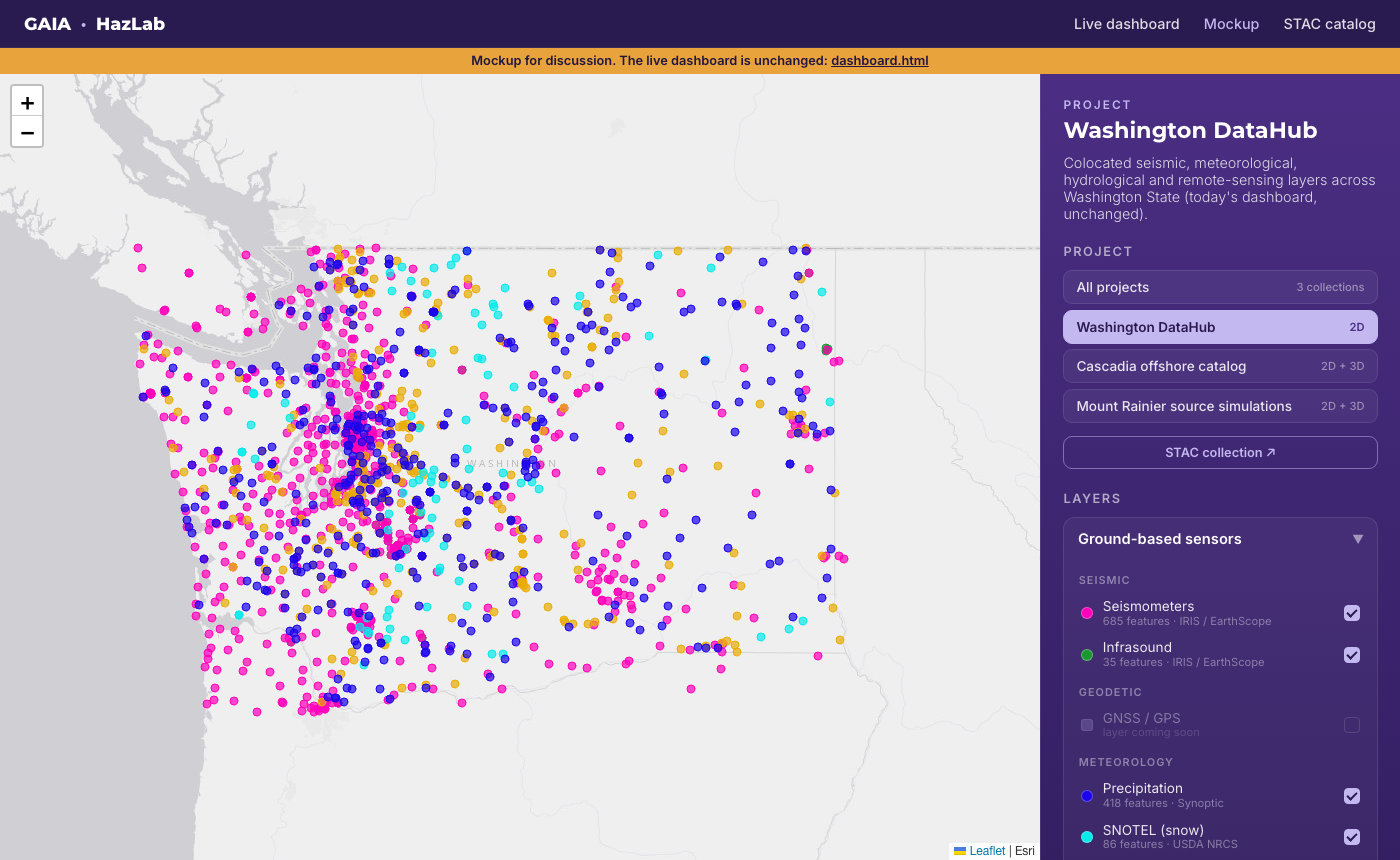 GAIA • HazLab
Live dashboard
Mockup
STAC catalog
Mockup for discussion. The live dashboard is unchanged: dashboard.html
+
−
WASHINGTON
Leaflet | Esri
PROJECT
Washington DataHub
Colocated seismic, meteorological,
hydrological and remote-sensing layers across
Washington State (today's dashboard,
unchanged).
PROJECT
All projects
3 collections
Washington DataHub
2D
Cascadia offshore catalog
2D + 3D
Mount Rainier source simulations
2D + 3D
STAC collection ↗
LAYERS
Ground-based sensors
▼
SEISMIC
Seismometers
685 features · IRIS / EarthScope
Infrasound
35 features · IRIS / EarthScope
GEODETIC
GNSS / GPS
layer coming soon
METEOROLOGY
Precipitation
418 features · Synoptic
SNOTEL (snow)
86 features · USDA NRCS